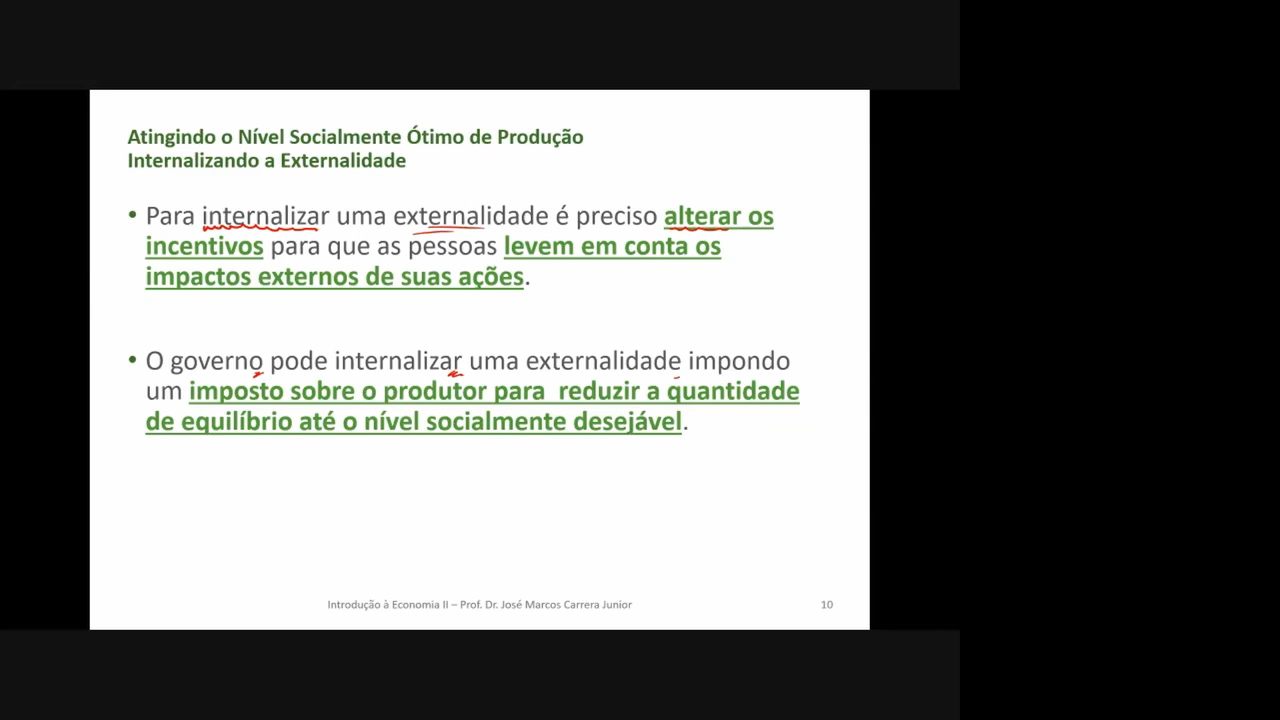 Atingindo o Nível Socialmente Ótimo de Produção
Internalizando a Externalidade
• Para internalizar uma externalidade é preciso alterar os
incentivos para que as pessoas levem em conta os
impactos externos de suas ações.
• O governo pode internalizar uma externalidade impondo
um imposto sobre o produtor para reduzir a quantidade
de equilíbrio até o nível socialmente desejável.
Introdução à Economia II – Prof. Dr. José Marcos Carrera Junior 10